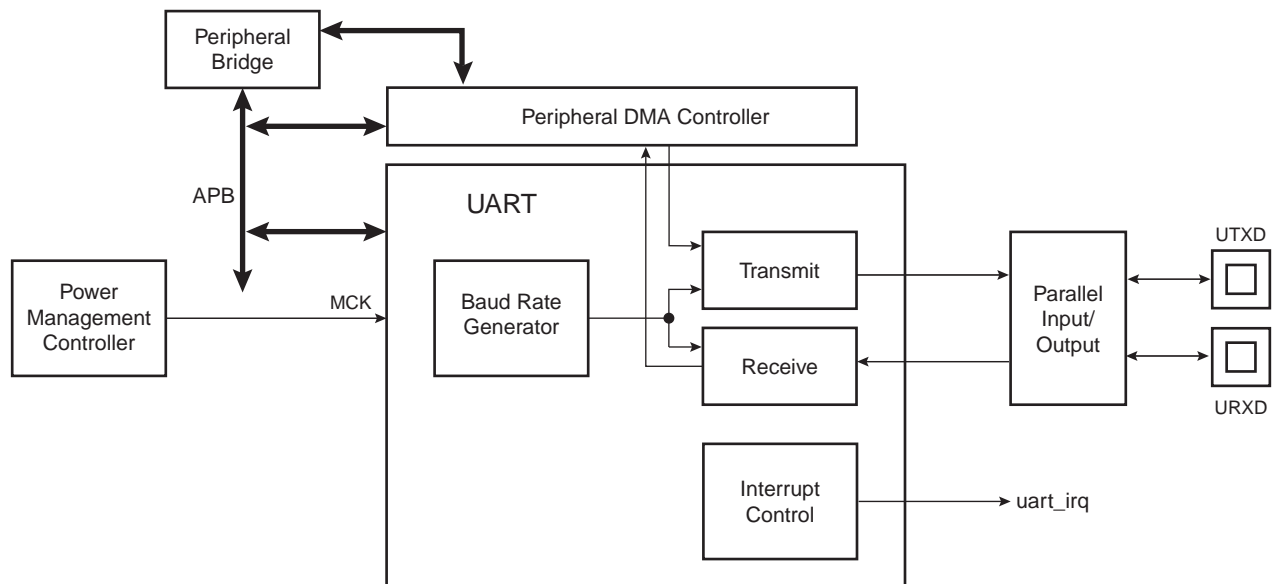 Peripheral
Bridge
Peripheral DMA Controller
APB
UART
Power
Management
Controller
MCK
Baud Rate
Generator
Transmit
Receive
Interrupt
Control
Parallel
Input/
Output
UTXD
URXD
uart_irq